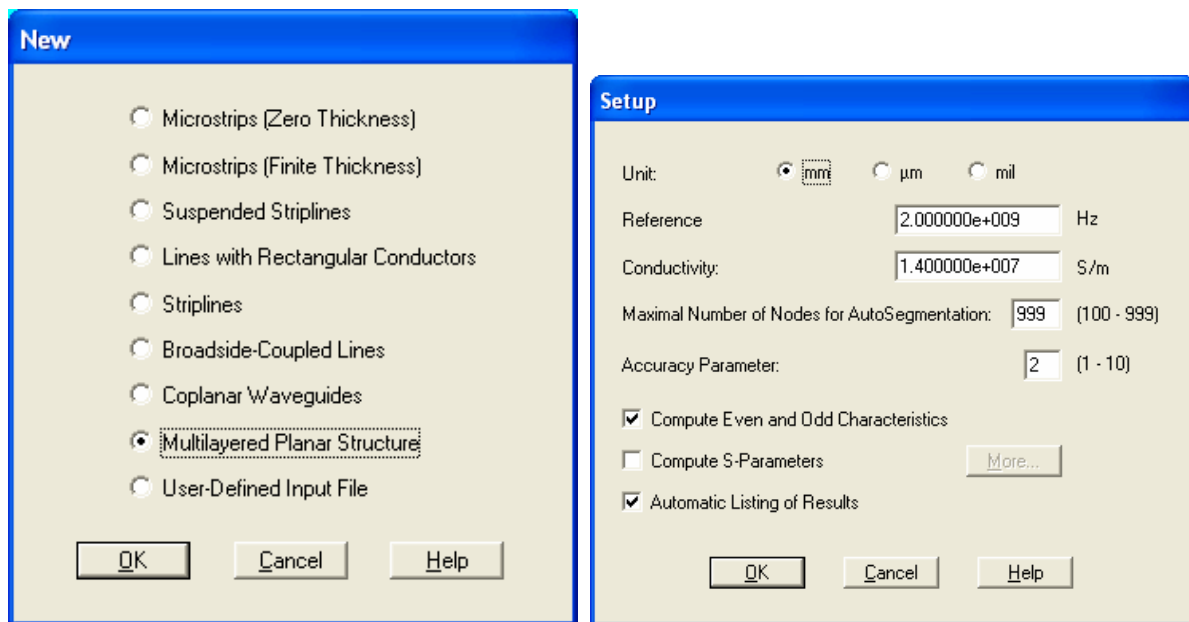 New
Microstrips (Zero Thickness)
Microstrips (Finite Thickness)
Suspended Striplines
Lines with Rectangular Conductors
Striplines
Broadside-Coupled Lines
Coplanar Waveguides
Multilayered Planar Structure
User-Defined Input File
OK Cancel Help
Setup
Unit: mm µm mil
Reference 2.000000e+009 Hz
Conductivity: 1.400000e+007 S/m
Maximal Number of Nodes for AutoSegmentation: 999 (100 - 999)
Accuracy Parameter: 2 (1 - 10)
Compute Even and Odd Characteristics
Compute S-Parameters More...
Automatic Listing of Results
OK Cancel Help